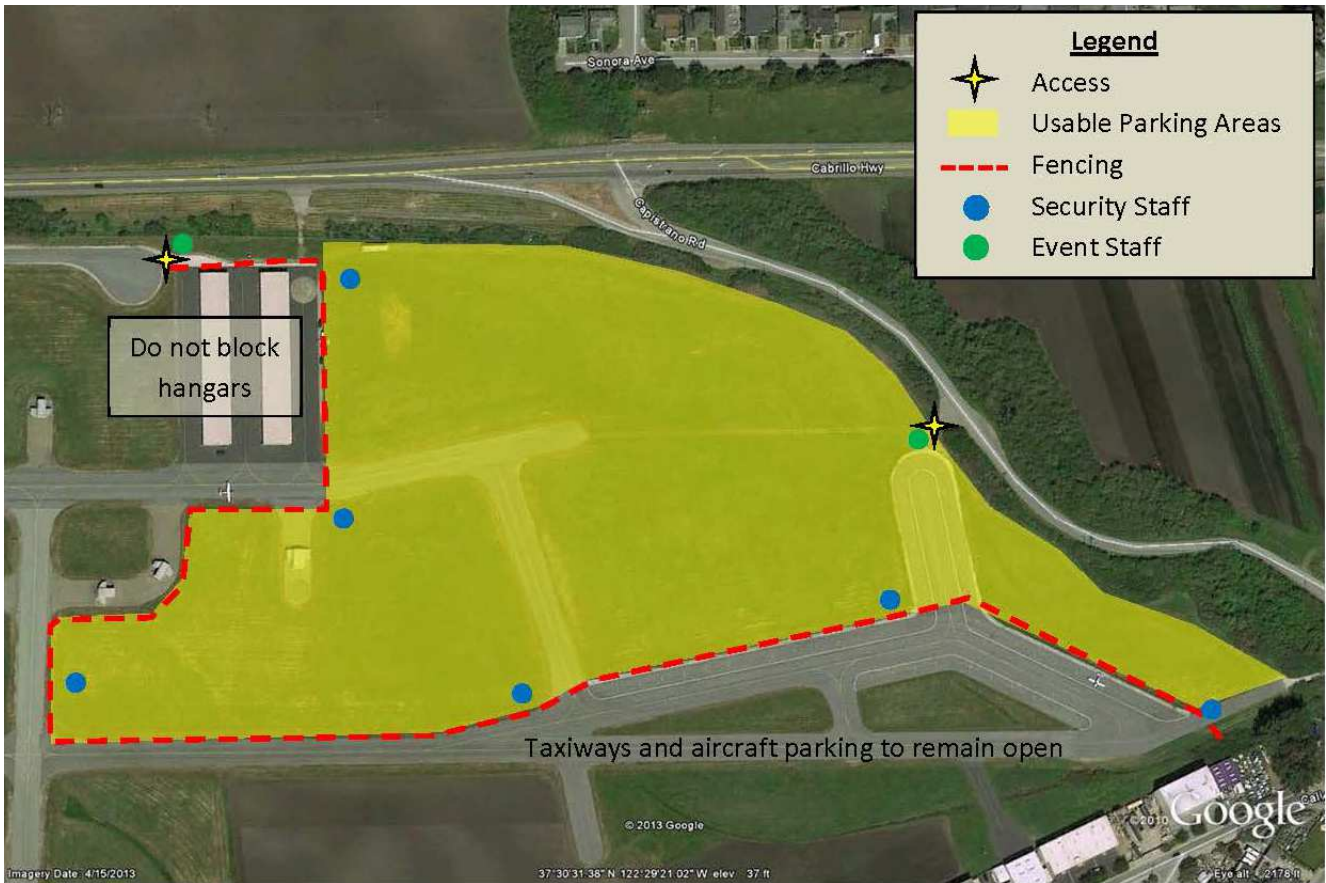 Legend
Access
Usable Parking Areas
Fencing
Security Staff
Event Staff
Sonora Ave
Cabrillo Hwy
Capistrano Rd
Do not block
hangars
Taxiways and aircraft parking to remain open
© 2013 Google
©2010
Google
Imagery Date: 4/15/2013
37°30'31.38" N 122°29'21.02" W elev 37 ft
Eye alt 2178 ft